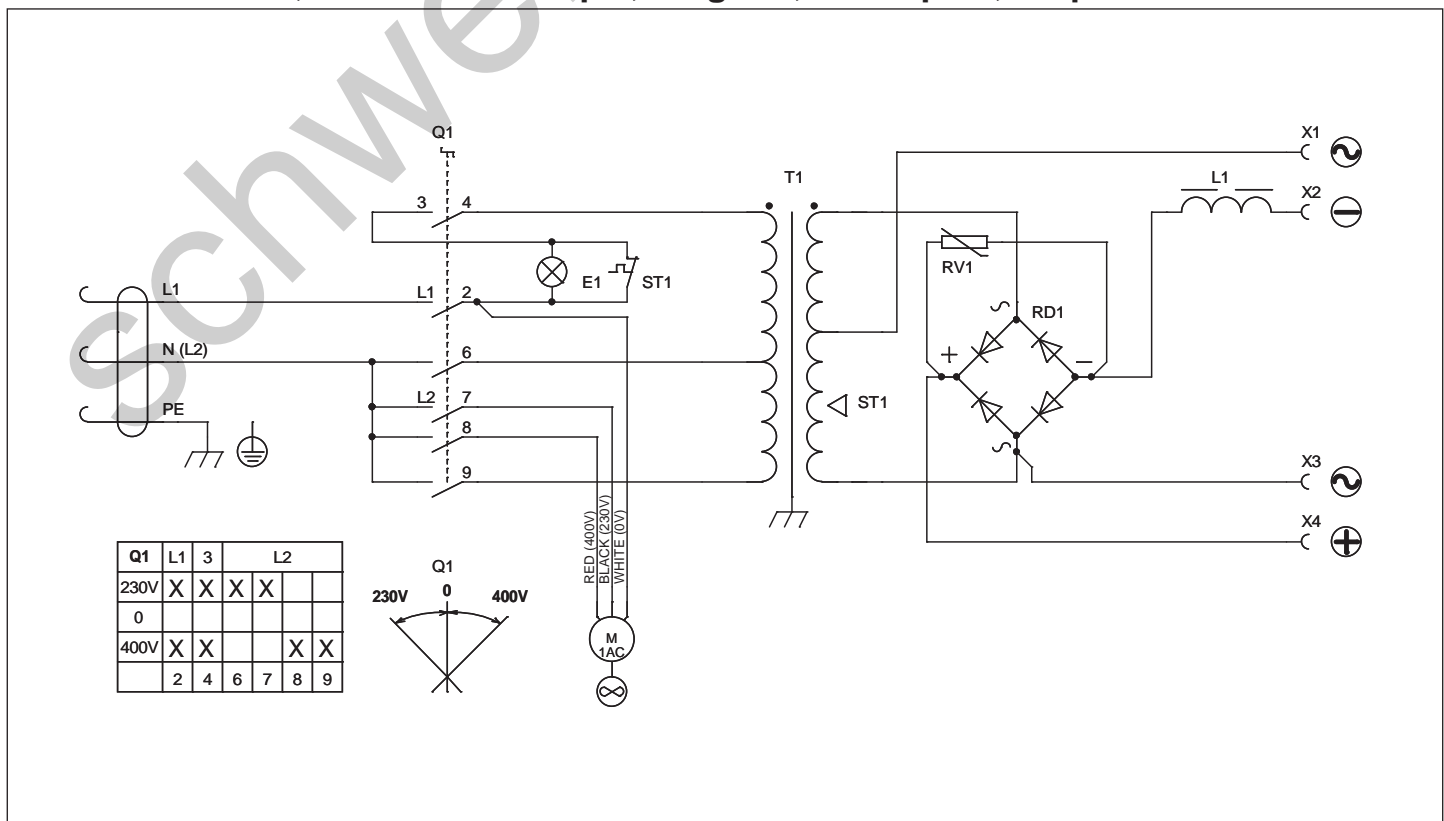 schwe
Q1
X1
T1
L1
X2
3 4
RV1
E1 ST1
L1
L1 2
RD1
N (L2)
6
+ −
L2 7
ST1
PE
8
9
X3
X4
RED (400V)
BLACK (230V)
WHITE (0V)
Q1 L1 3 L2
230V X X X X
0
400V X X X X
2 4 6 7 8 9
Q1
230V 0 400V
M
1AC